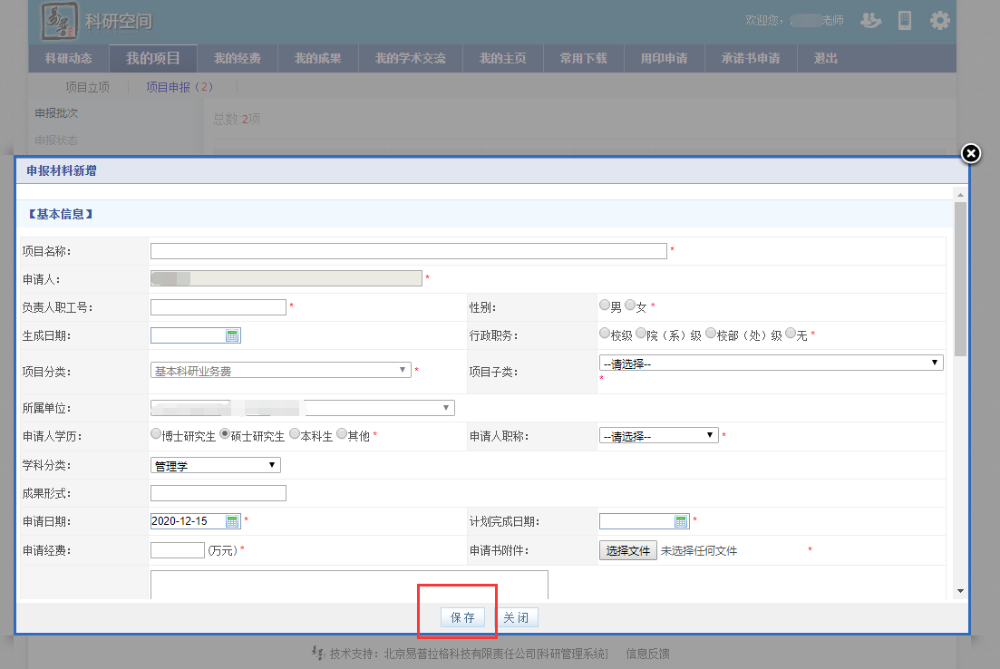 易普 科研空间 欢迎您， 老师
科研动态 我的项目 我的经费 我的成果 我的学术交流 我的主页 常用下载 用印申请 承诺书申请 退出
项目立项 项目申报（2）
申报批次 总数:2项
申报状态
申报材料新增
【基本信息】
项目名称： *
申请人： *
负责人职工号： * 性别： 男 女 *
生成日期： 行政职务： 校级 院（系）级 校部（处）级 无 *
项目分类： 基本科研业务费 * 项目子类： --请选择-- *
所属单位：
申请人学历： 博士研究生 硕士研究生 本科生 其他 * 申请人职称： --请选择-- *
学科分类： 管理学
成果形式：
申请日期： 2020-12-15 * 计划完成日期： *
申请经费： (万元) * 申请书附件： 选择文件 未选择任何文件 *
保存 关闭
技术支持：北京易普拉格科技有限责任公司[科研管理系统] 信息反馈